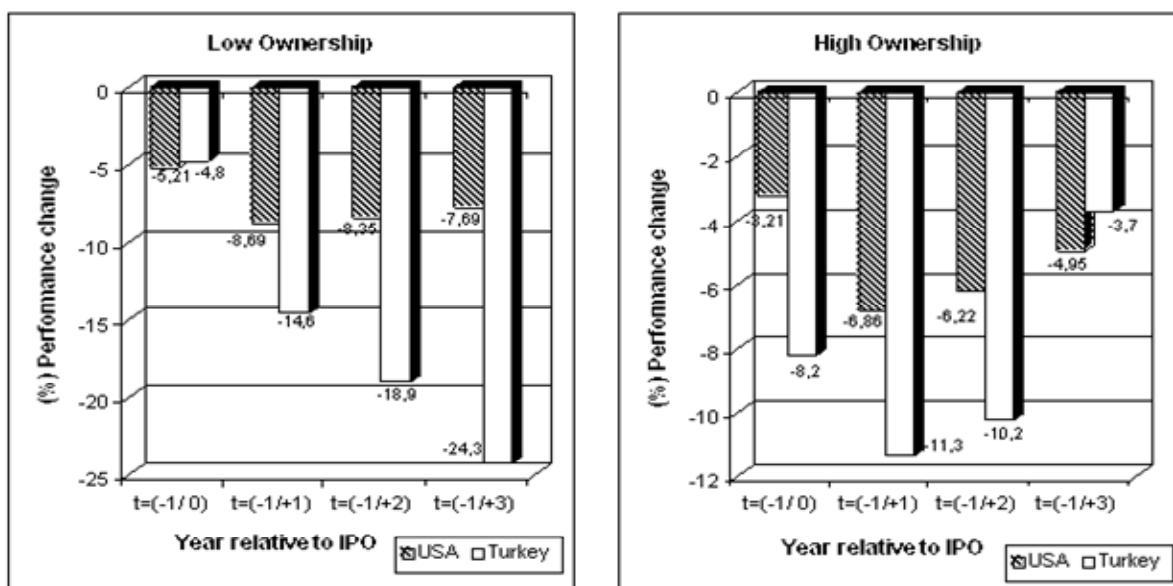 Low Ownership
(%) Performance change
0
-5
-10
-15
-20
-25
-5,21
-4,8
-8,69
-14,6
-8,35
-18,9
-7,69
-24,3
t=(-1/ 0)
t=(-1/+1)
t=(-1/+2)
t=(-1/+3)
Year relative to IPO
USA
Turkey
High Ownership
(%) Performance change
0
-2
-4
-6
-8
-10
-12
-3,21
-8,2
-6,86
-11,3
-6,22
-10,2
-4,95
-3,7
t=(-1/ 0)
t=(-1/+1)
t=(-1/+2)
t=(-1/+3)
Year relative to IPO
USA
Turkey